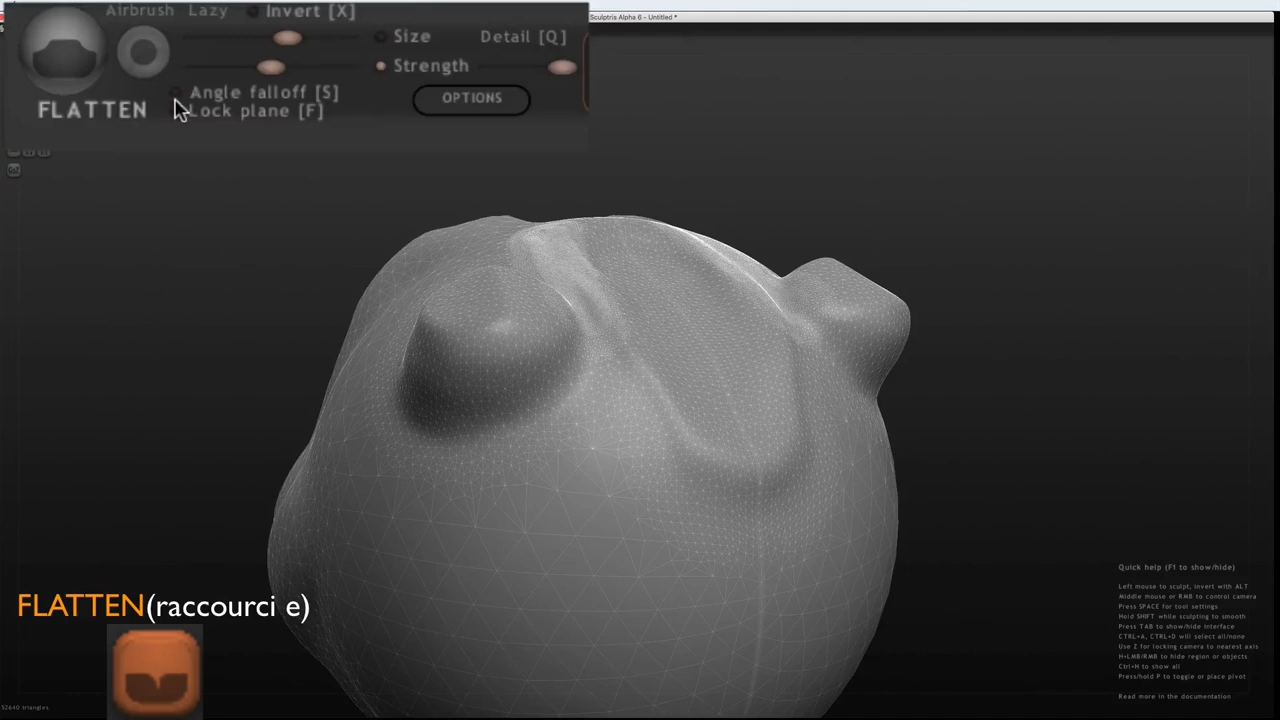 Sculptris Alpha 6 - Untitled *
Airbrush Lazy Invert [X]
Size Detail [Q]
Strength
Angle falloff [S]
Lock plane [F]
OPTIONS
FLATTEN
FLATTEN(raccourci e)
Quick help (F1 to show/hide)
Left mouse to sculpt, invert with ALT
Middle mouse or RMB to control camera
Press SPACE for tool settings
Hold SHIFT while sculpting to smooth
Press TAB to show/hide interface
CTRL+A, CTRL+D will select all/none
Use Z for locking camera to nearest axis
H+LMB/RMB to hide region or objects
Ctrl+H to show all
Press/hold P to toggle or place pivot
Read more in the documentation
52640 triangles.